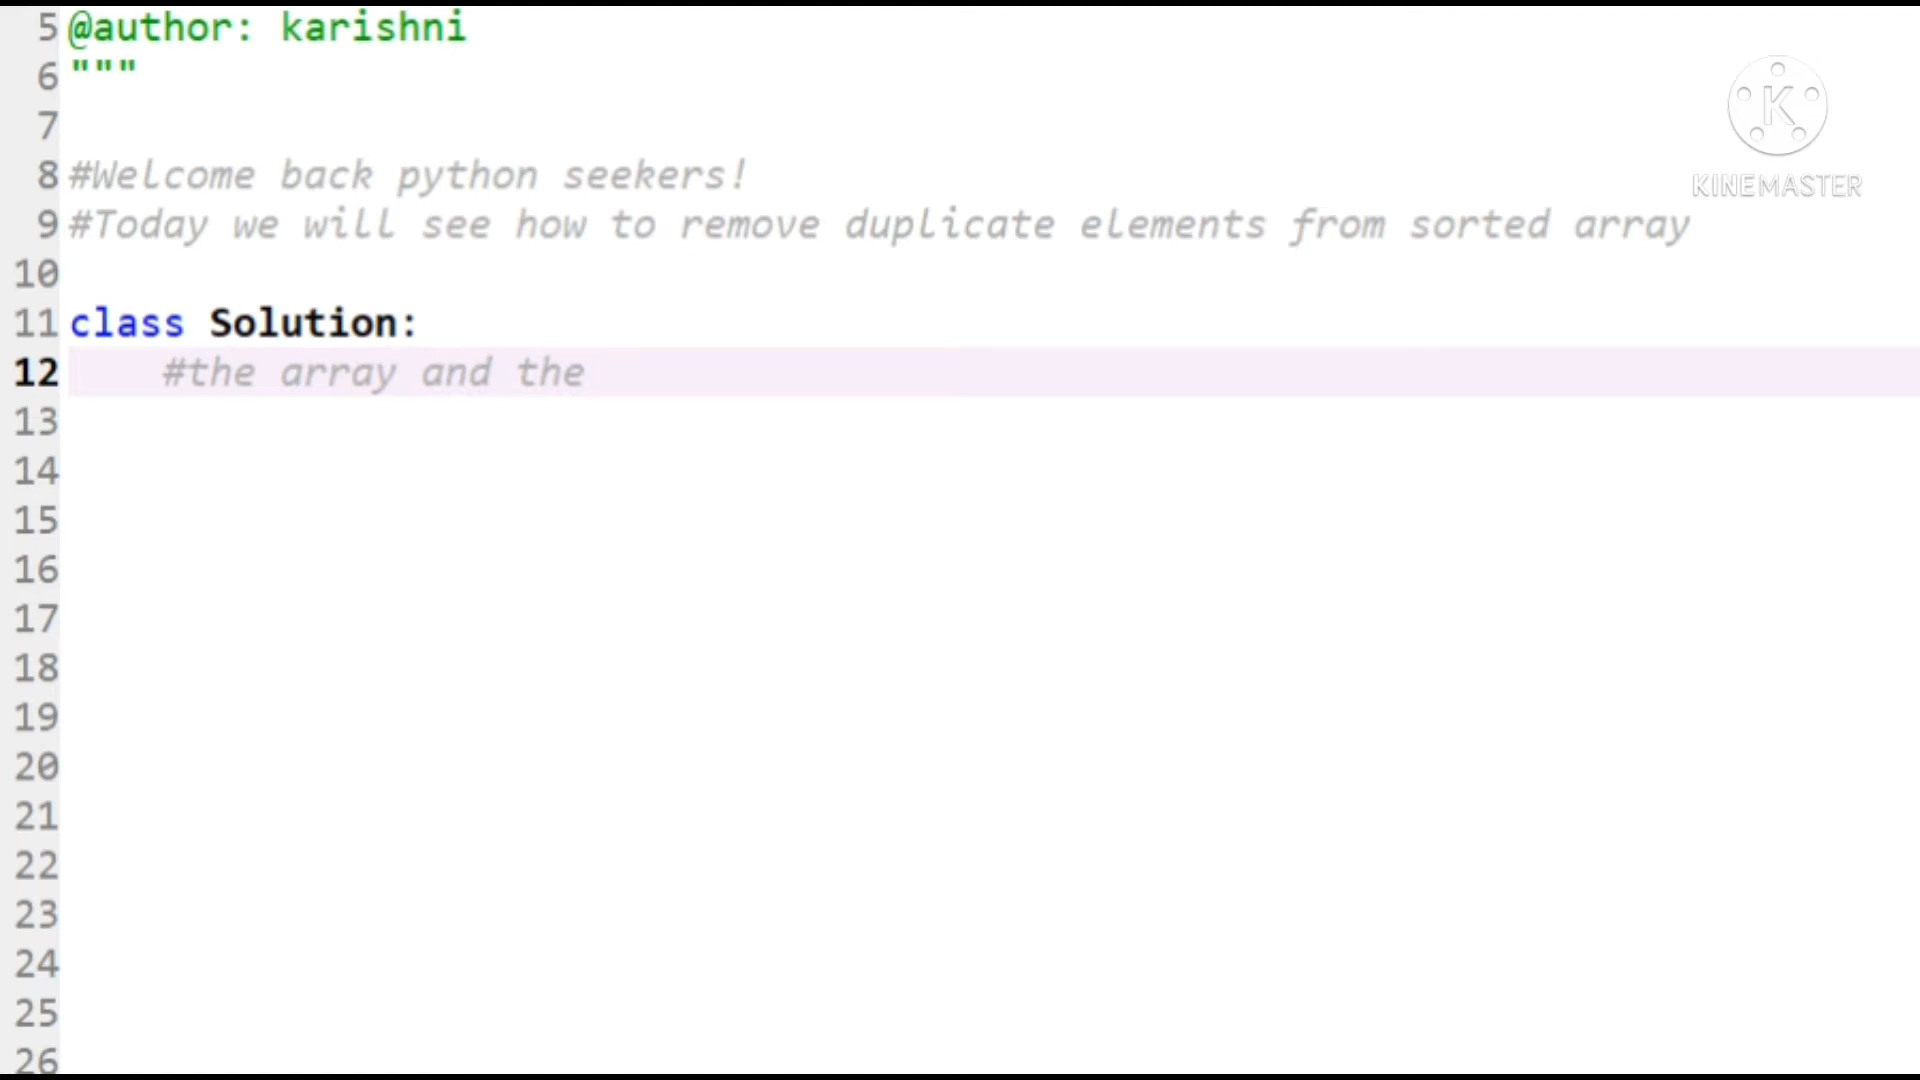 5 @author: karishni
6 """
7
8 #Welcome back python seekers!
9 #Today we will see how to remove duplicate elements from sorted array
10
11 class Solution:
12     #the array and the
13
14
15
16
17
18
19
20
21
22
23
24
25
26
K
KINEMASTER